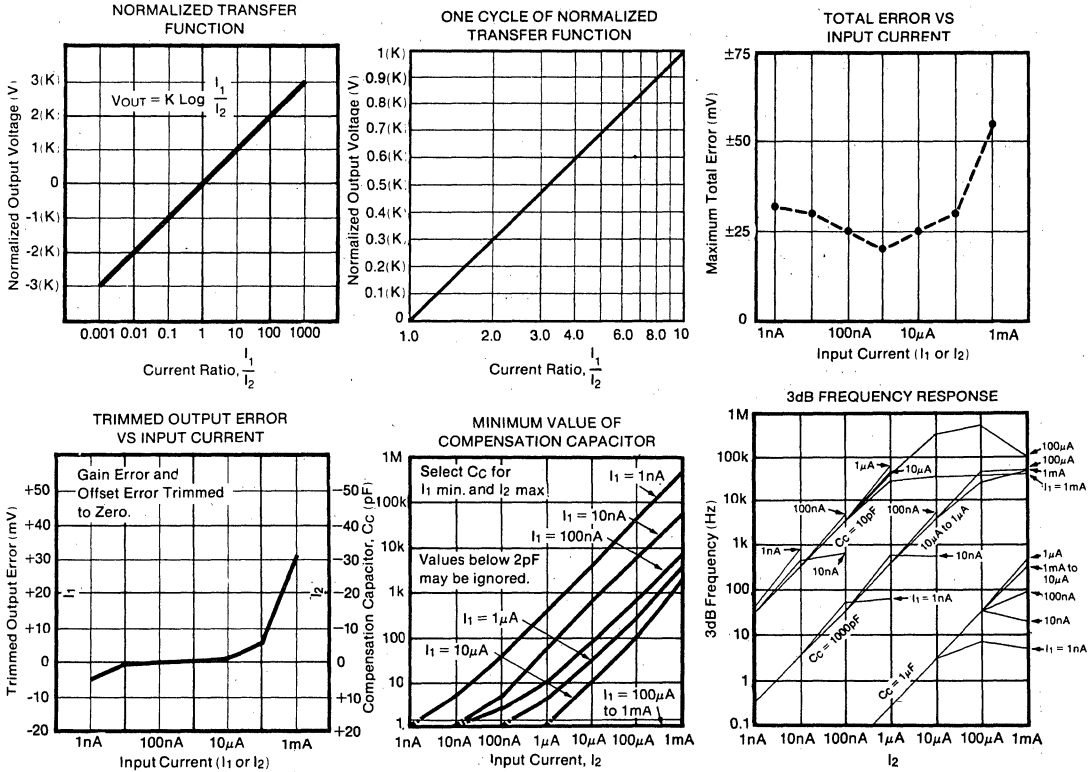 NORMALIZED TRANSFER
FUNCTION
Normalized Output Voltage (V)
3(K)
2(K)
1(K)
0
-1(K)
-2(K)
-3(K)
VOUT = K Log I1/I2
0.001 0.01 0.1 1 10 100 1000
Current Ratio, I1/I2
ONE CYCLE OF NORMALIZED
TRANSFER FUNCTION
Normalized Output Voltage (V)
1(K)
0.9(K)
0.8(K)
0.7(K)
0.6(K)
0.5(K)
0.4(K)
0.3(K)
0.2(K)
0.1(K)
0
1.0 2.0 3.0 4.0 6.0 8.0 10
Current Ratio, I1/I2
TOTAL ERROR VS
INPUT CURRENT
Maximum Total Error (mV)
±75
±50
±25
0
1nA 100nA 10μA 1mA
Input Current (I1 or I2)
TRIMMED OUTPUT ERROR
VS INPUT CURRENT
Trimmed Output Error (mV)
Gain Error and
Offset Error Trimmed
to Zero.
+50
+40
+30
+20
+10
0
-10
-20
I1
I2
-50
-40
-30
-20
-10
0
+10
+20
1nA 100nA 10μA 1mA
Input Current (I1 or I2)
MINIMUM VALUE OF
COMPENSATION CAPACITOR
Compensation Capacitor, CC (pF)
1M
100k
10k
1k
100
10
1
Select CC for
I1 min. and I2 max
I1 = 1nA
I1 = 10nA
I1 = 100nA
Values below 2pF
may be ignored.
I1 = 1μA
I1 = 10μA
I1 = 100μA
to 1mA
1nA 10nA 100nA 1μA 10μA 100μA 1mA
Input Current, I2
3dB FREQUENCY RESPONSE
3dB Frequency (Hz)
1M
100k
10k
1k
100
10
1
0.1
1μA
10μA
100μA
100μA
1mA
I1 = 1mA
100nA
CC = 10pF
100nA
10μA to 1μA
1nA
10nA
10nA
1μA
1mA to
10μA
100nA
I1 = 1nA
CC = 1000pF
10nA
I1 = 1nA
CC = 1μF
1nA 10nA 100nA 1μA 10μA 100μA 1mA
I2